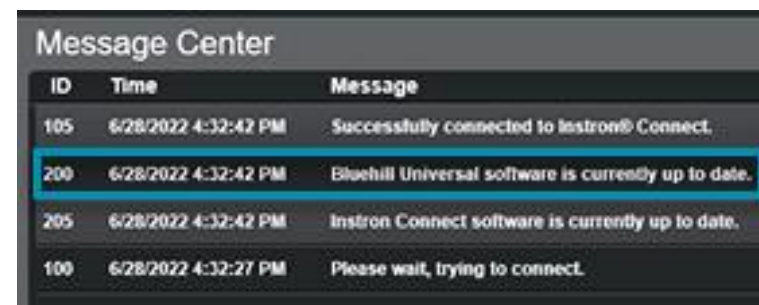 Message Center
ID Time Message
105 6/28/2022 4:32:42 PM Successfully connected to Instron® Connect.
200 6/28/2022 4:32:42 PM Bluehill Universal software is currently up to date.
205 6/28/2022 4:32:42 PM Instron Connect software is currently up to date.
100 6/28/2022 4:32:27 PM Please wait, trying to connect.